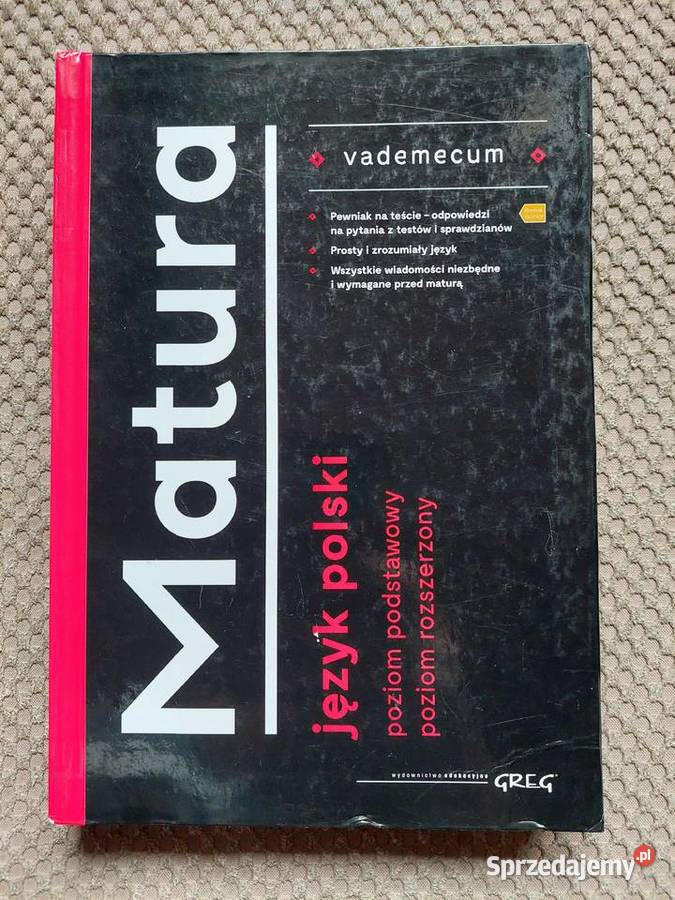 Matura
vademecum
Pewniak na teście – odpowiedzi
na pytania z testów i sprawdzianów
Prosty i zrozumiały język
Wszystkie wiadomości niezbędne
i wymagane przed maturą
język polski
poziom podstawowy
poziom rozszerzony
wydawnictwo edukacyjne GREG
Sprzedajemy.pl